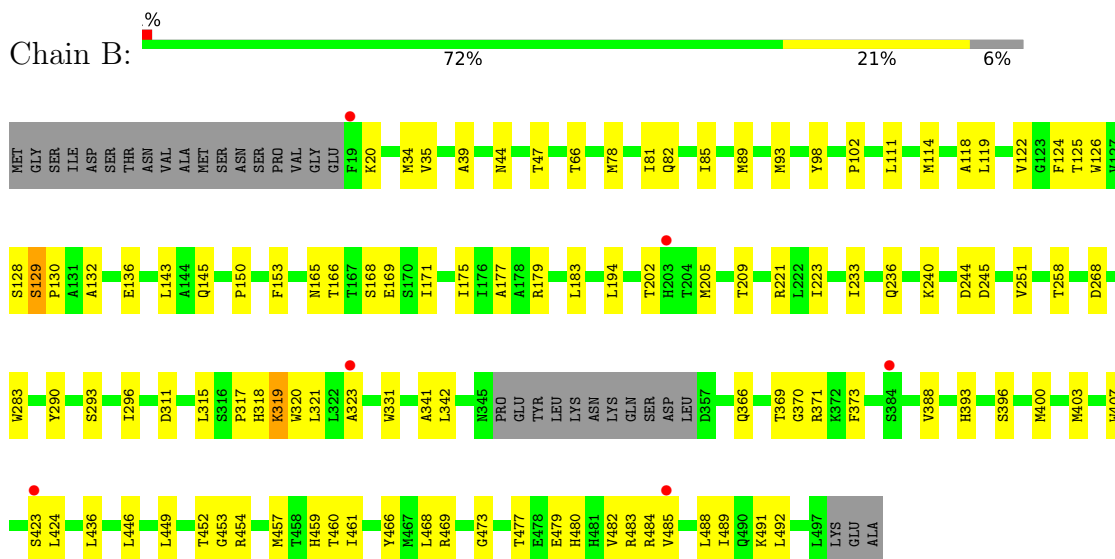 %
Chain B:
72% 21% 6%
MET GLY SER ILE ASP SER SER THR ASN VAL ALA MET SER ASN SER PRO VAL GLY GLU F19 K20 M34 V35 A39 N44 T47 T66 M78 I81 Q82 I85 M89 M93 Y98 P102 L111 M114 A118 L119 V122 G123 F124 T125 W126
S128 S129 P130 A131 A132 E136 L143 A144 Q145 P150 F153 N165 T166 T167 S168 E169 S170 I171 I175 I176 A177 A178 R179 L183 L194 T202 H203 T204 M205 T209 R221 L222 I223 I233 Q236 K240 D244 D245 V251 T258 D268
W283 Y290 S293 I296 D311 L315 S316 P317 H318 K319 W320 L321 L322 A323 W331 A341 L342 N345 PRO GLU TYR LEU LYS ASN LYS GLN SER ASP LEU D357 Q366 T369 G370 R371 K372 F373 S384 V388 H393 S396 M400 M403
S423 L424 L436 L446 L449 T452 G453 R454 M457 T458 H459 T460 I461 Y466 M467 L468 R469 G473 T477 E478 E479 H480 H481 V482 R483 R484 V485 L488 I489 Q490 K491 L492 L497 LYS GLU ALA